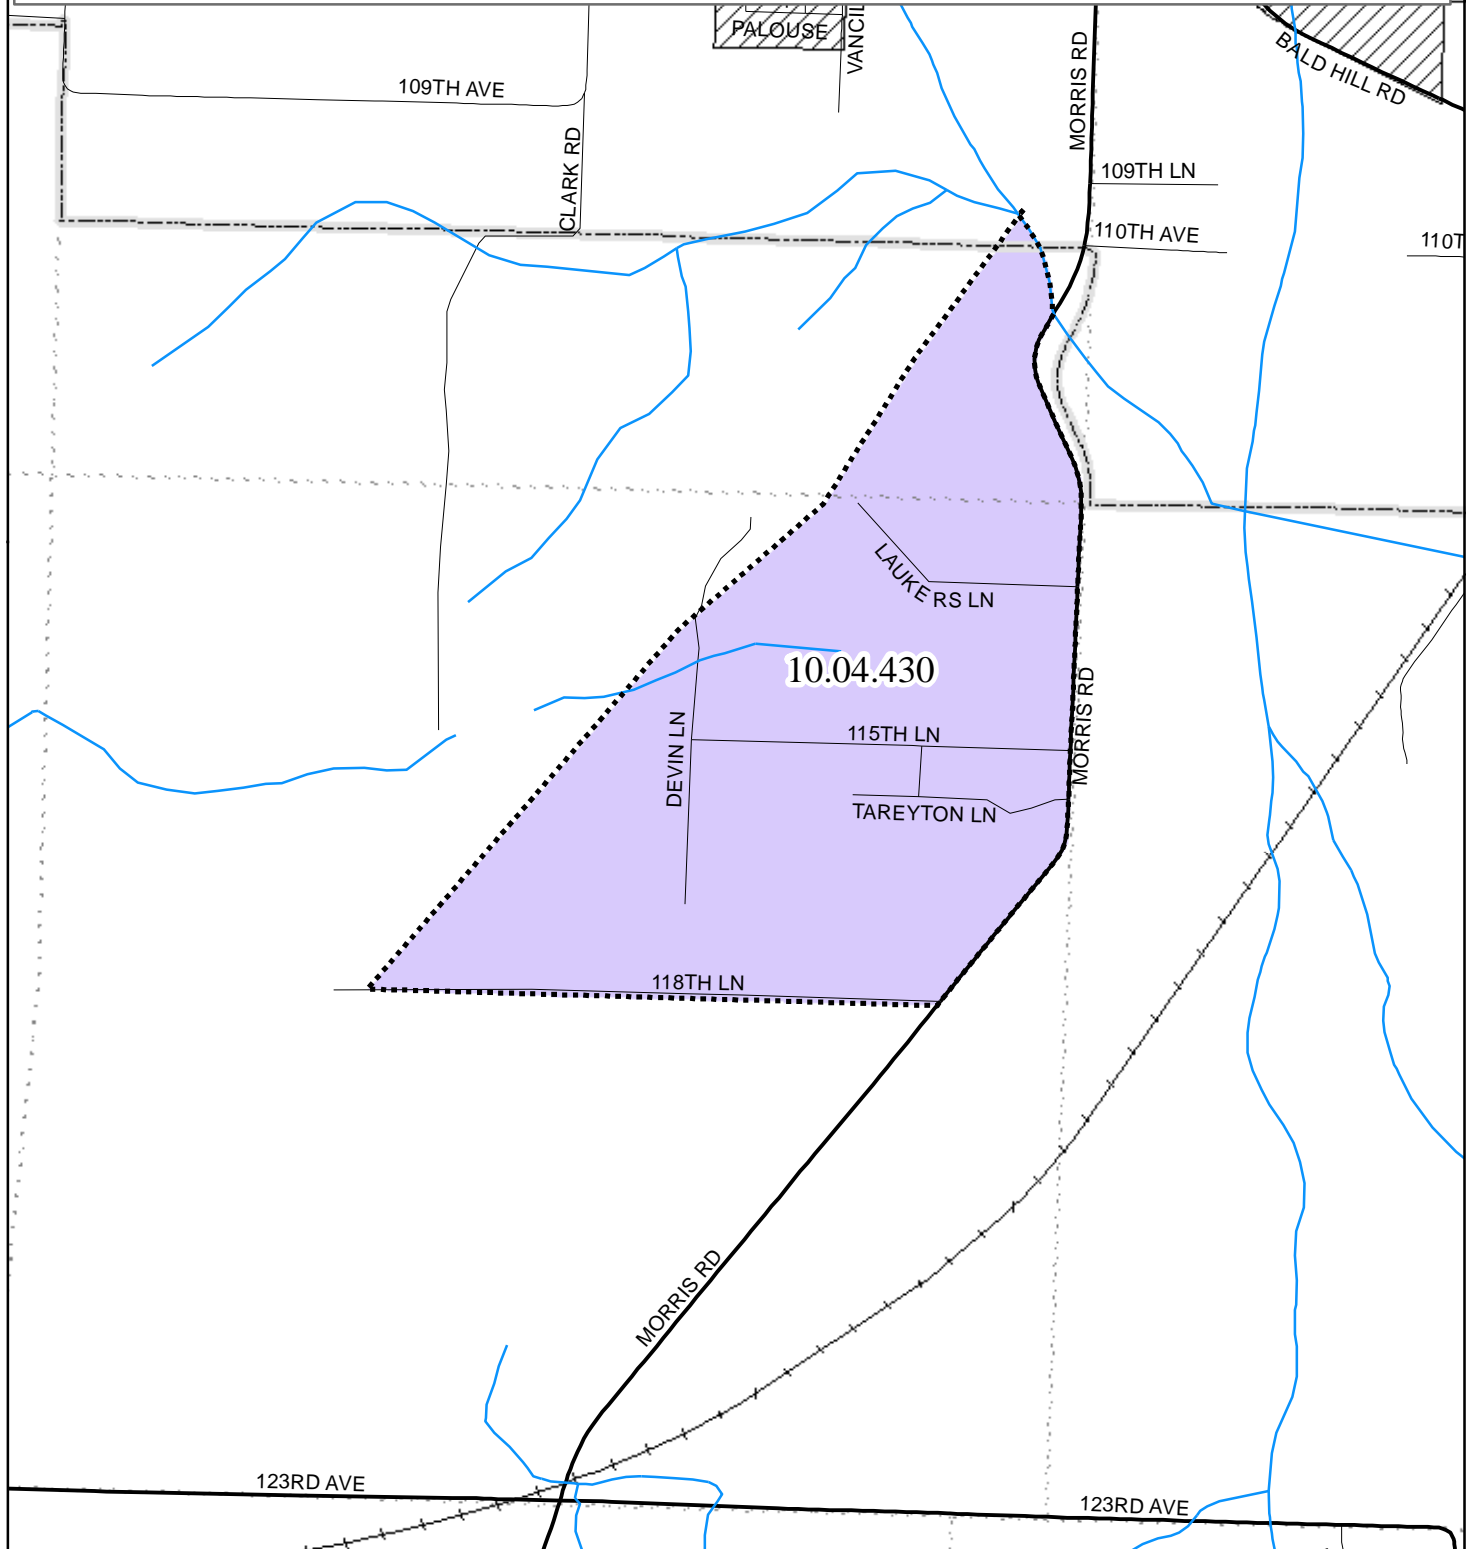 PALOUSE
VANCIL
MORRIS RD
BALD HILL RD
109TH AVE
CLARK RD
109TH LN
110TH AVE
110T
LAUKERS LN
10.04.430
MORRIS RD
DEVIN LN
115TH LN
TAREYTON LN
118TH LN
MORRIS RD
123RD AVE
123RD AVE